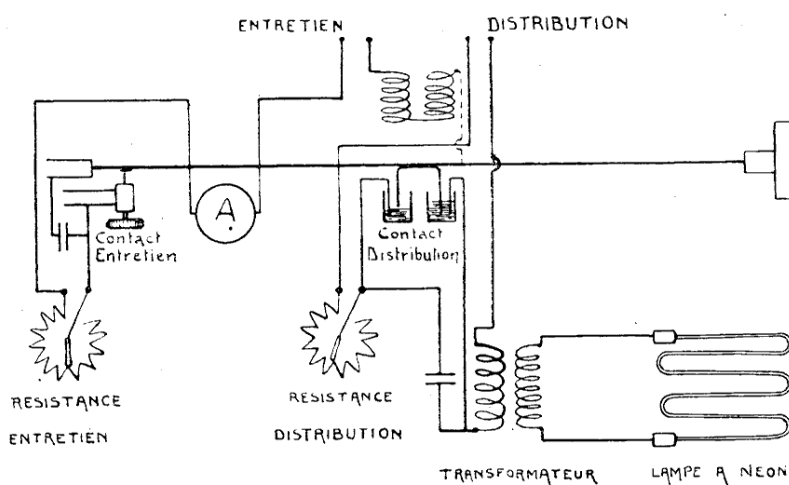 ENTRETIEN
DISTRIBUTION
A
Contact
Entretien
Contact
Distribution
RESISTANCE
ENTRETIEN
RESISTANCE
DISTRIBUTION
TRANSFORMATEUR
LAMPE A NEON